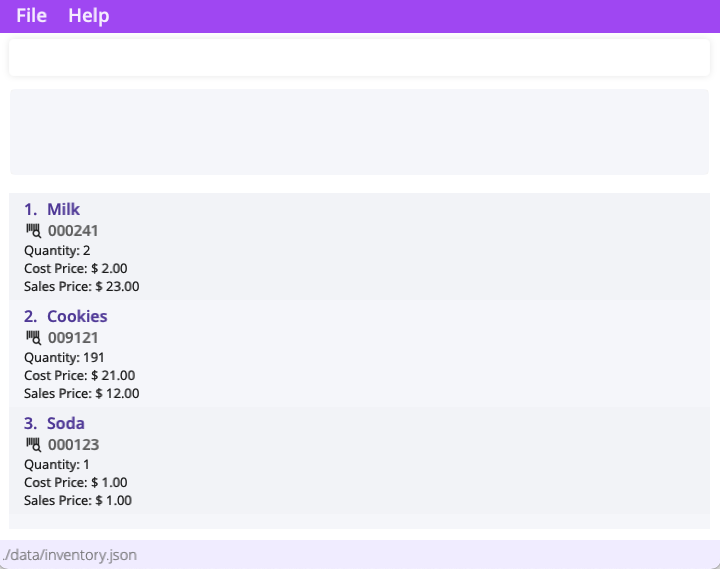 File Help
1. Milk
000241
Quantity: 2
Cost Price: $ 2.00
Sales Price: $ 23.00
2. Cookies
009121
Quantity: 191
Cost Price: $ 21.00
Sales Price: $ 12.00
3. Soda
000123
Quantity: 1
Cost Price: $ 1.00
Sales Price: $ 1.00
./data/inventory.json